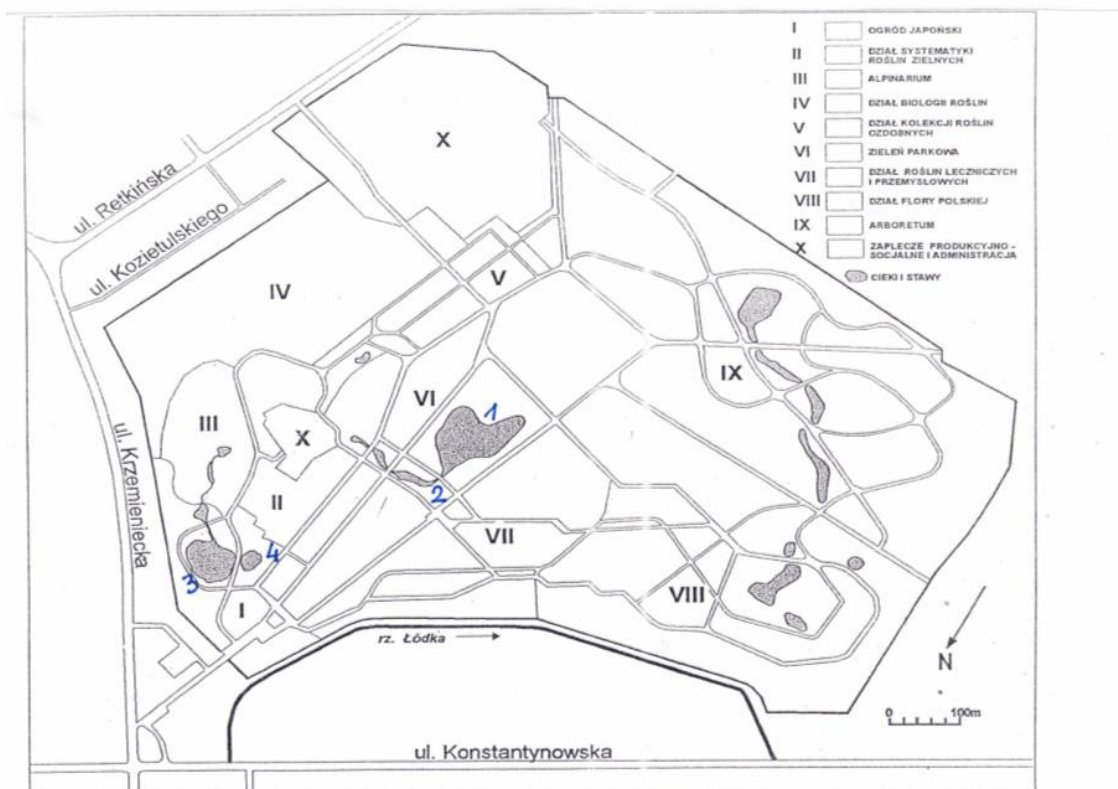 I OGRÓD JAPOŃSKI
II DZIAŁ SYSTEMATYKI
ROŚLIN ZIELNYCH
III ALPINARIUM
IV DZIAŁ BIOLOGII ROŚLIN
V DZIAŁ KOLEKCJI ROŚLIN
OZDOBNYCH
VI ZIELEŃ PARKOWA
VII DZIAŁ ROŚLIN LECZNICZYCH
I PRZEMYSŁOWYCH
VIII DZIAŁ FLORY POLSKIEJ
IX ARBORETUM
X ZAPLECZE PRODUKCYJNO -
SOCJALNE I ADMINISTRACJA
CIEKI I STAWY
X
ul. Retkińska
ul. Kozietulskiego
IV
V
IX
VI
1
III
X
ul. Krzemieniecka
2
II
VII
4
3
I
VIII
rz. Łódka
N
0 100m
ul. Konstantynowska